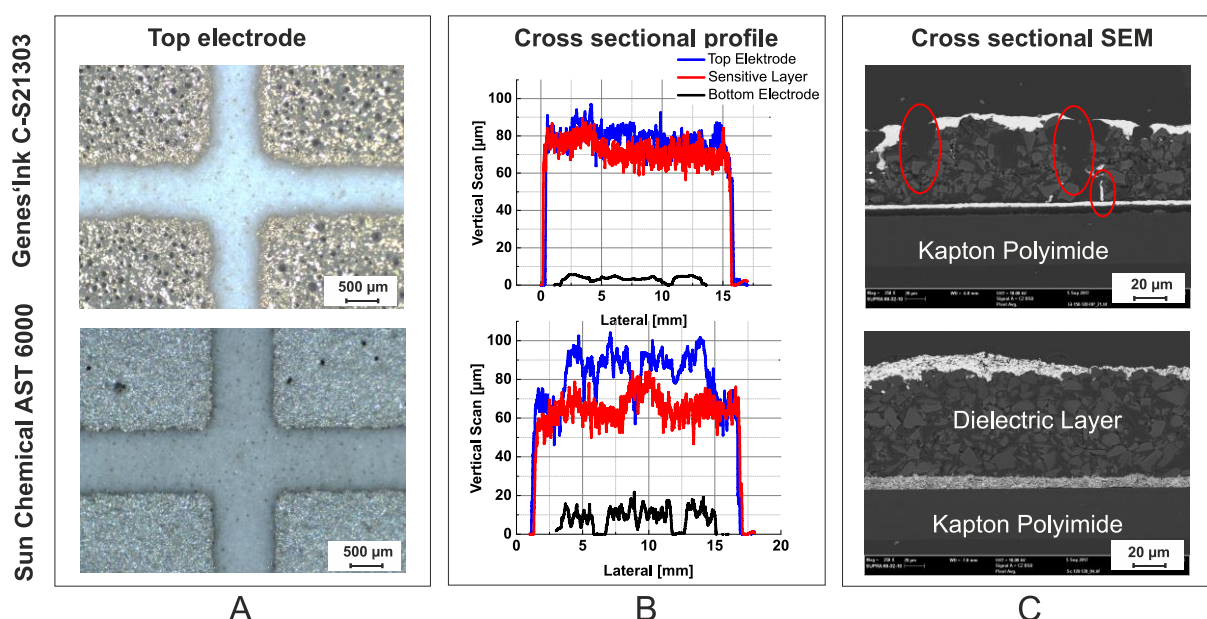 Genes‘Ink C-S21303
Sun Chemical AST 6000
Top electrode
500 µm
500 µm
A
Cross sectional profile
Top Elektrode
Sensitive Layer
Bottom Electrode
Vertical Scan [µm]
100
80
60
40
20
0
0 5 10 15
Lateral [mm]
Vertical Scan [µm]
100
80
60
40
20
0
0 5 10 15 20
Lateral [mm]
B
Cross sectional SEM
Kapton Polyimide
20 µm
Dielectric Layer
Kapton Polyimide
20 µm
C